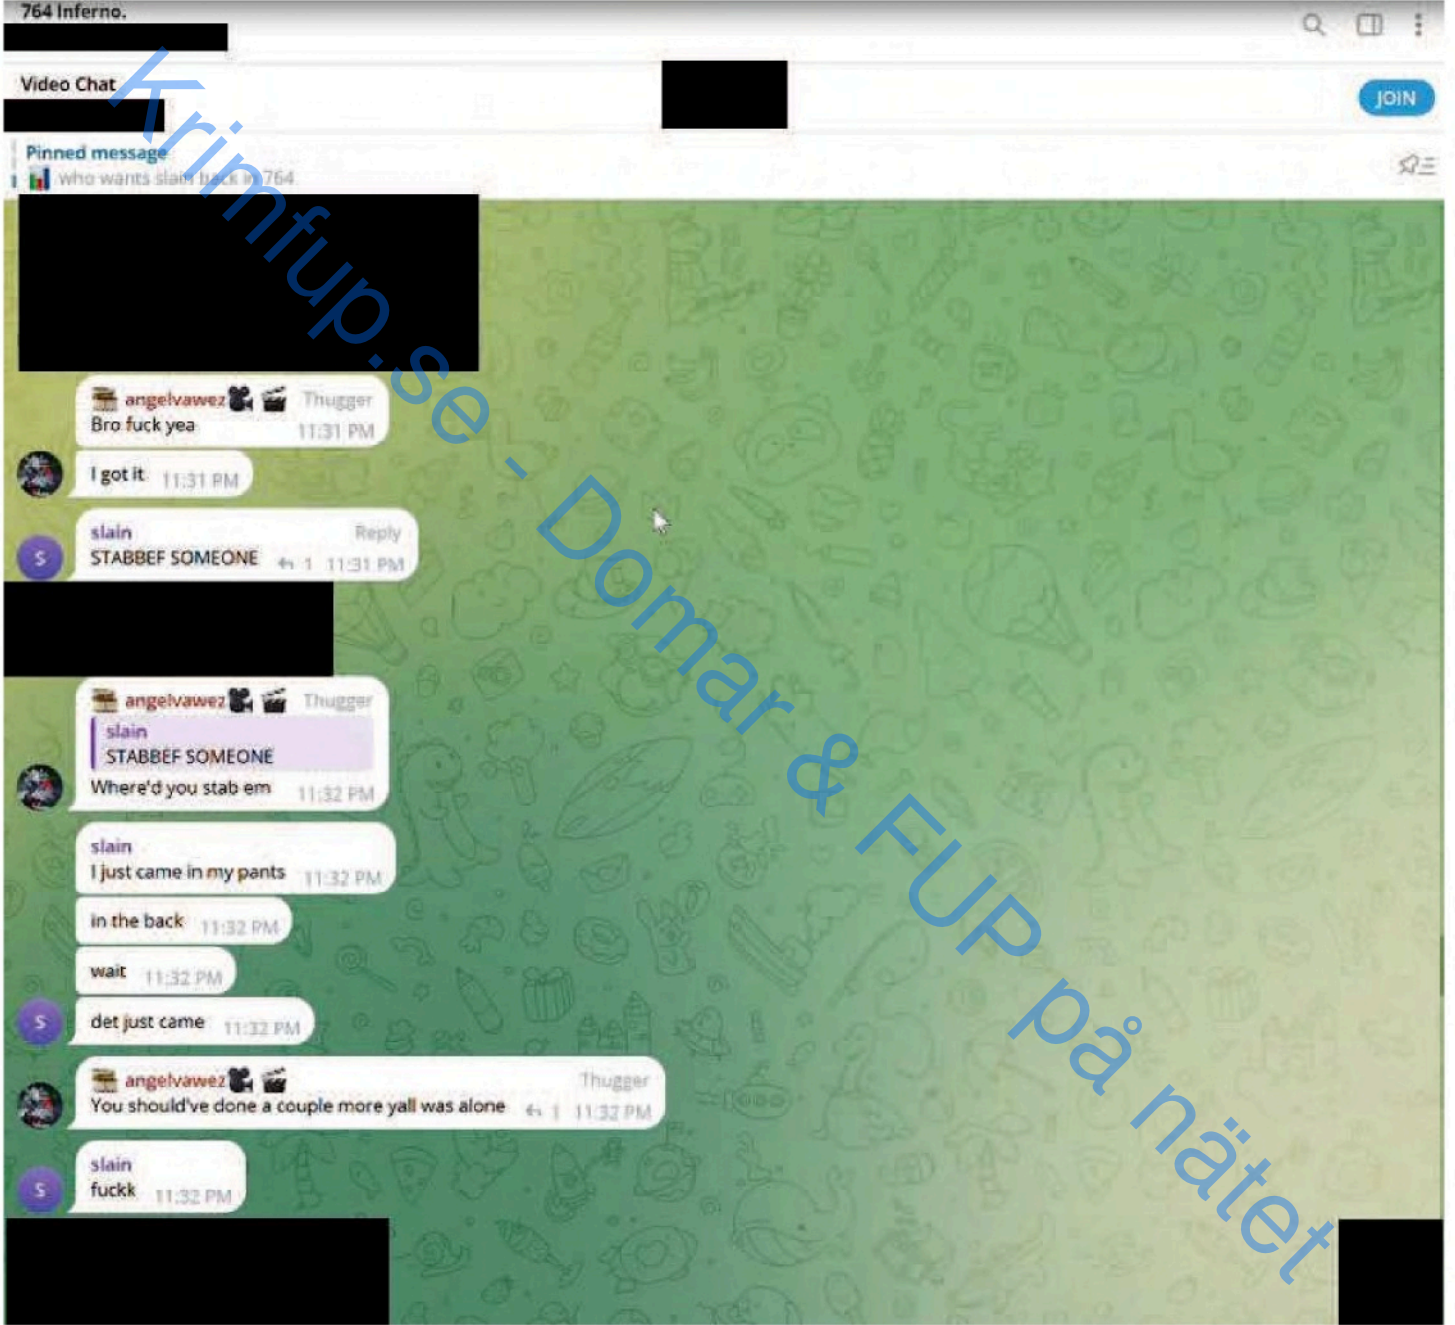 764 Inferno.
Video Chat
JOIN
Pinned message
who wants slain back in 764
angelvawez Thugger
Bro fuck yea 11:31 PM
I got it 11:31 PM
slain Reply
STABBEF SOMEONE 1 11:31 PM
S
angelvawez Thugger
slain
STABBEF SOMEONE
Where'd you stab em 11:32 PM
slain
I just came in my pants 11:32 PM
in the back 11:32 PM
wait 11:32 PM
det just came 11:32 PM
S
angelvawez Thugger
You should've done a couple more yall was alone 1 11:32 PM
slain
fuckk 11:32 PM
S
Krimfup.se - Domar & FUP på nätet